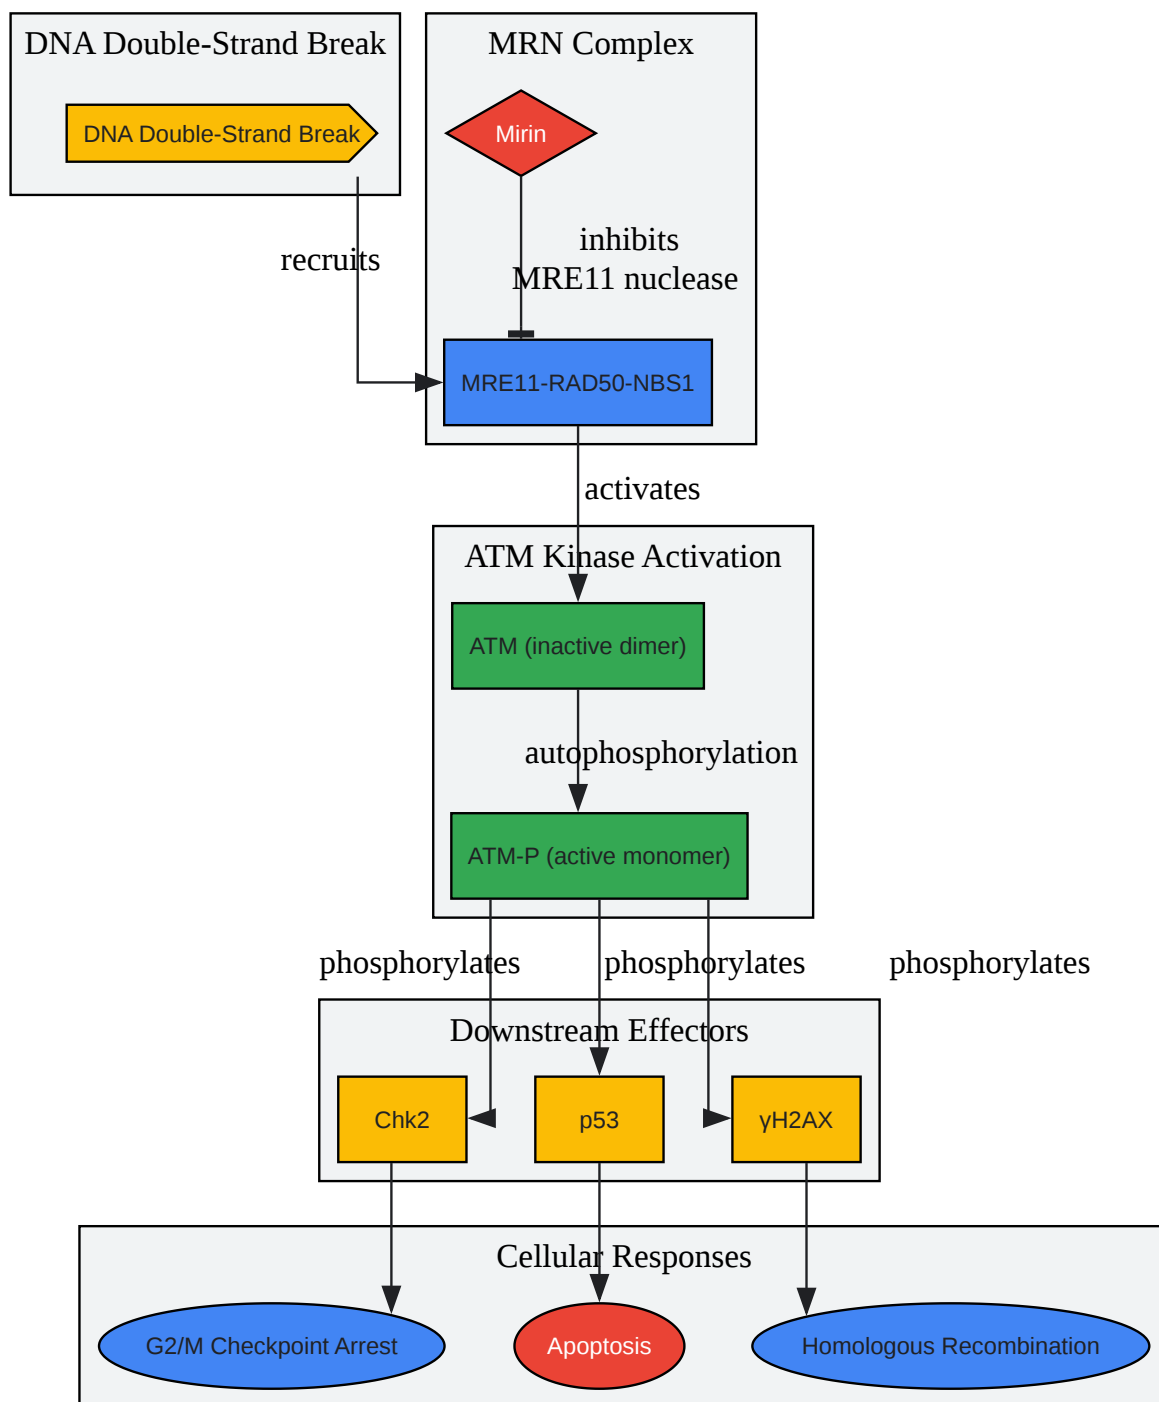 DNA Double-Strand Break
MRN Complex
DNA Double-Strand Break
Mirin
recruits
inhibits
MRE11 nuclease
MRE11-RAD50-NBS1
activates
ATM Kinase Activation
ATM (inactive dimer)
autophosphorylation
ATM-P (active monomer)
phosphorylates
phosphorylates
phosphorylates
Downstream Effectors
Chk2
p53
γH2AX
Cellular Responses
G2/M Checkpoint Arrest
Apoptosis
Homologous Recombination